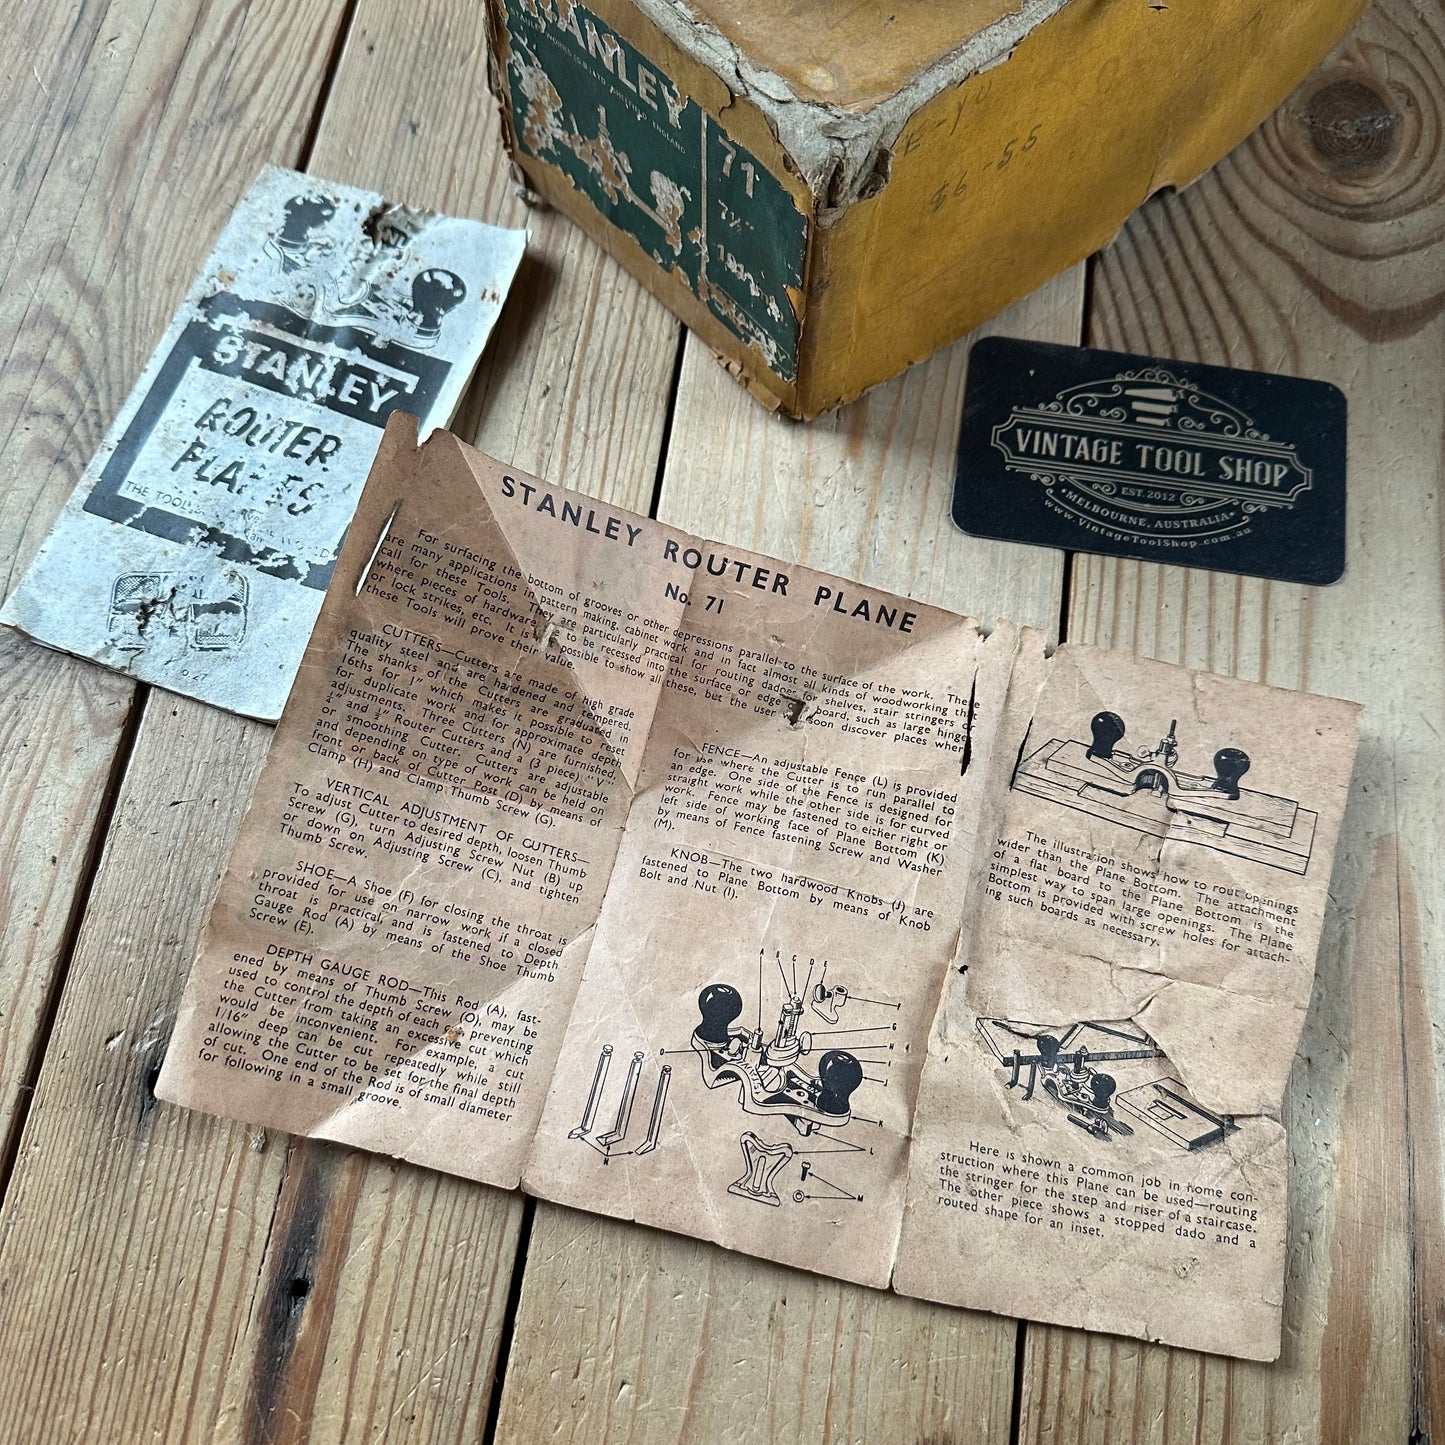 STANLEY
STANLEY WORKS (G.B.) LTD. SHEFFIELD ENGLAND
71
7½"
E-10
46-55
STANLEY
ROUTER
PLANES
THE TOOL WORLD
VINTAGE TOOL SHOP
EST. 2012
MELBOURNE, AUSTRALIA
www.VintageToolShop.com.au
STANLEY ROUTER PLANE
No. 71
For surfacing the bottom of grooves or other depressions parallel to the surface of the work. There
are many applications in pattern making, cabinet work and in fact almost all kinds of woodworking that
call for these Tools. They are particularly practical for routing dadoes for shelves, stair stringers or
where pieces of hardware are to be recessed into the surface or edge of board, such as large hinges
or lock strikes, etc. It is possible to show all these, but the user will soon discover places where
these Tools will prove their value.
CUTTERS—Cutters are made of high grade
quality steel and are hardened and tempered.
The shanks of the Cutters are graduated in
16ths for 1" which makes it possible to reset
for duplicate work and for approximate depth
adjustments. Three Cutters (N) are furnished,
¼" and ½" Router Cutters and a (3 piece) "V"
or smoothing Cutter. Cutters are adjustable
and depending on type of work can be held on
front or back of Cutter Post (D) by means of
Clamp (H) and Clamp Thumb Screw (G).
VERTICAL ADJUSTMENT OF CUTTERS—
To adjust Cutter to desired depth, loosen Thumb
Screw (G), turn Adjusting Screw Nut (B) up
or down on Adjusting Screw (C), and tighten
Thumb Screw.
SHOE—A Shoe (F) for closing the throat is
provided for use on narrow work if a closed
throat is practical, and is fastened to Depth
Gauge Rod (A) by means of the Shoe Thumb
Screw (E).
DEPTH GAUGE ROD—This Rod (A), fast-
ened by means of Thumb Screw (O), may be
used to control the depth of each cut preventing
the Cutter from taking an excessive cut which
would be inconvenient. For example, a cut
1/16" deep can be cut repeatedly while still
allowing the Cutter to be set for the final depth
of cut. One end of the Rod is of small diameter
for following in a small groove.
FENCE—An adjustable Fence (L) is provided
for use where the Cutter is to run parallel to
an edge. One side of the Fence is designed for
straight work while the other side is for curved
work. Fence may be fastened to either right or
left side of working face of Plane Bottom (K)
by means of Fence fastening Screw and Washer
(M).
KNOB—The two hardwood Knobs (J) are
fastened to Plane Bottom by means of Knob
Bolt and Nut (I).
A B C D E
F
G
H I
J
K
L
M
N
O
The illustration shows how to rout openings
wider than the Plane Bottom. The attachment
of a flat board to the Plane Bottom is the
simplest way to span large openings. The Plane
Bottom is provided with screw holes for attach-
ing such boards as necessary.
Here is shown a common job in home con-
struction where this Plane can be used—routing
the stringer for the step and riser of a staircase.
The other piece shows a stopped dado and a
routed shape for an inset.